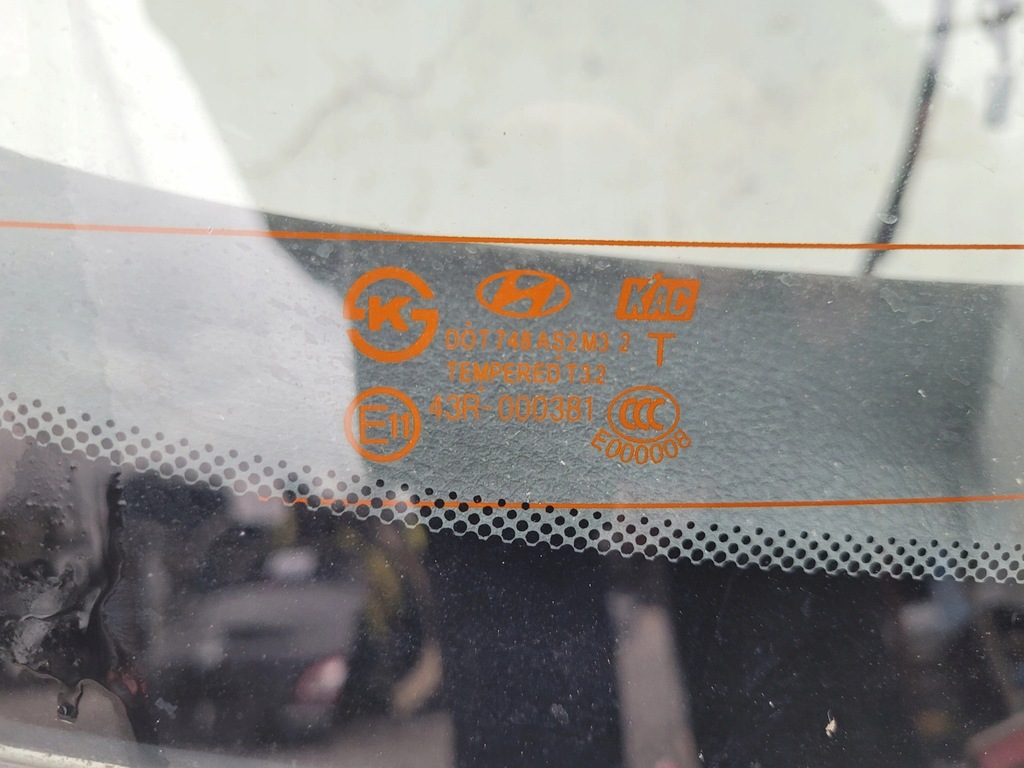 K KAC
DOT 748 AS2 M3 2 T
TEMPERED T3.2
E11 43R-000381 CCC
E000008